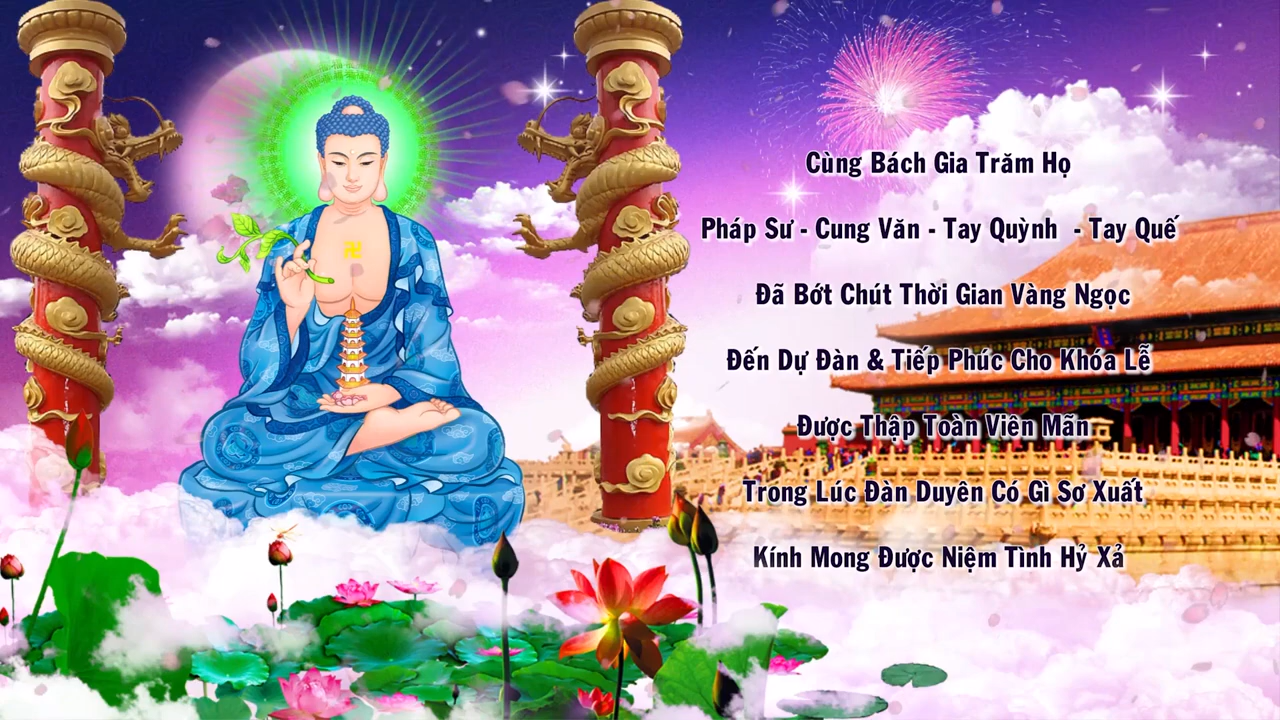 Cùng Bách Gia Trăm Họ
Pháp Sư - Cung Văn - Tay Quỳnh - Tay Quế
Đã Bớt Chút Thời Gian Vàng Ngọc
Đến Dự Đàn & Tiếp Phúc Cho Khóa Lễ
Được Thập Toàn Viên Mãn
Trong Lúc Đàn Duyên Có Gì Sơ Xuất
Kính Mong Được Niệm Tình Hỷ Xả